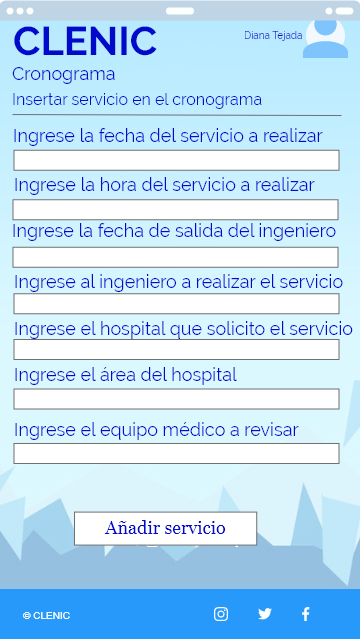 CLENIC
Diana Tejada
Cronograma
Insertar servicio en el cronograma
Ingrese la fecha del servicio a realizar
Ingrese la hora del servicio a realizar
Ingrese la fecha de salida del ingeniero
Ingrese al ingeniero a realizar el servicio
Ingrese el hospital que solicito el servicio
Ingrese el área del hospital
Ingrese el equipo médico a revisar
Añadir servicio
© CLENIC